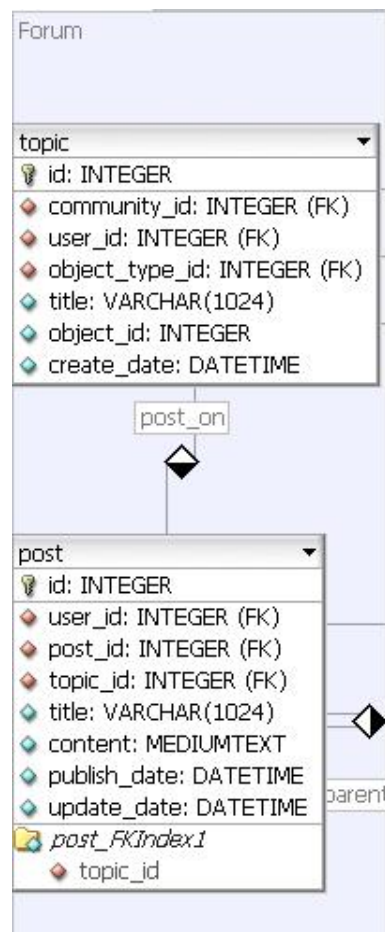 Forum
topic
id: INTEGER
community_id: INTEGER (FK)
user_id: INTEGER (FK)
object_type_id: INTEGER (FK)
title: VARCHAR(1024)
object_id: INTEGER
create_date: DATETIME
post_on
post
id: INTEGER
user_id: INTEGER (FK)
post_id: INTEGER (FK)
topic_id: INTEGER (FK)
title: VARCHAR(1024)
content: MEDIUMTEXT
publish_date: DATETIME
update_date: DATETIME
parent
post_FKIndex1
topic_id